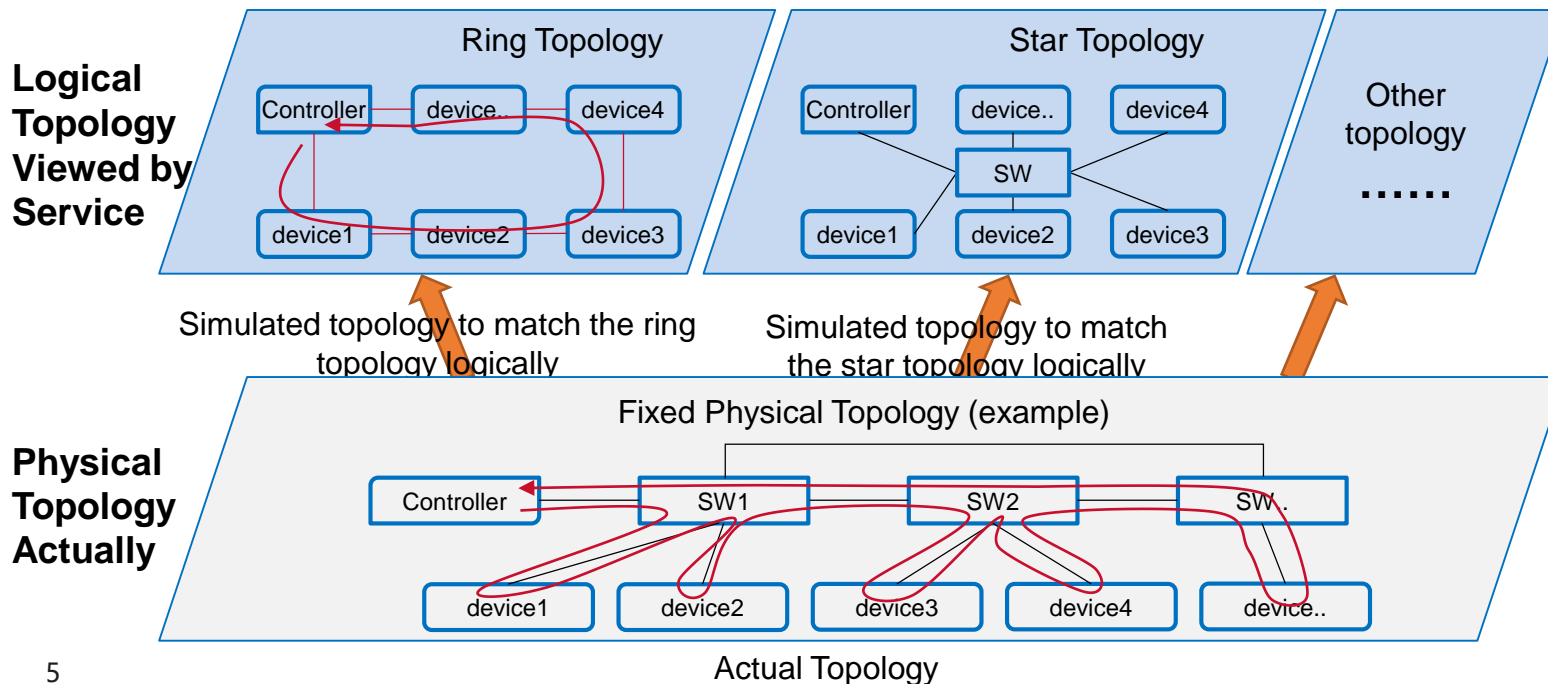 Logical
Topology
Viewed by
Service
Ring Topology
Controller
device..
device4
device1
device2
device3
Star Topology
Controller
device..
device4
SW
device1
device2
device3
Other
topology
......
Simulated topology to match the ring
topology logically
Simulated topology to match
the star topology logically
Physical
Topology
Actually
Fixed Physical Topology (example)
Controller
SW1
SW2
SW..
device1
device2
device3
device4
device..
5
Actual Topology